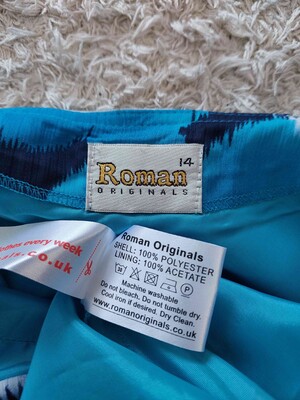 14
Roman
ORIGINALS
every week
.co.uk
Roman Originals
SHELL: 100% POLYESTER
LINING: 100% ACETATE
30
P
Machine washable
Do not bleach. Do not tumble dry.
Cool iron if desired. Dry Clean.
www.romanoriginals.co.uk